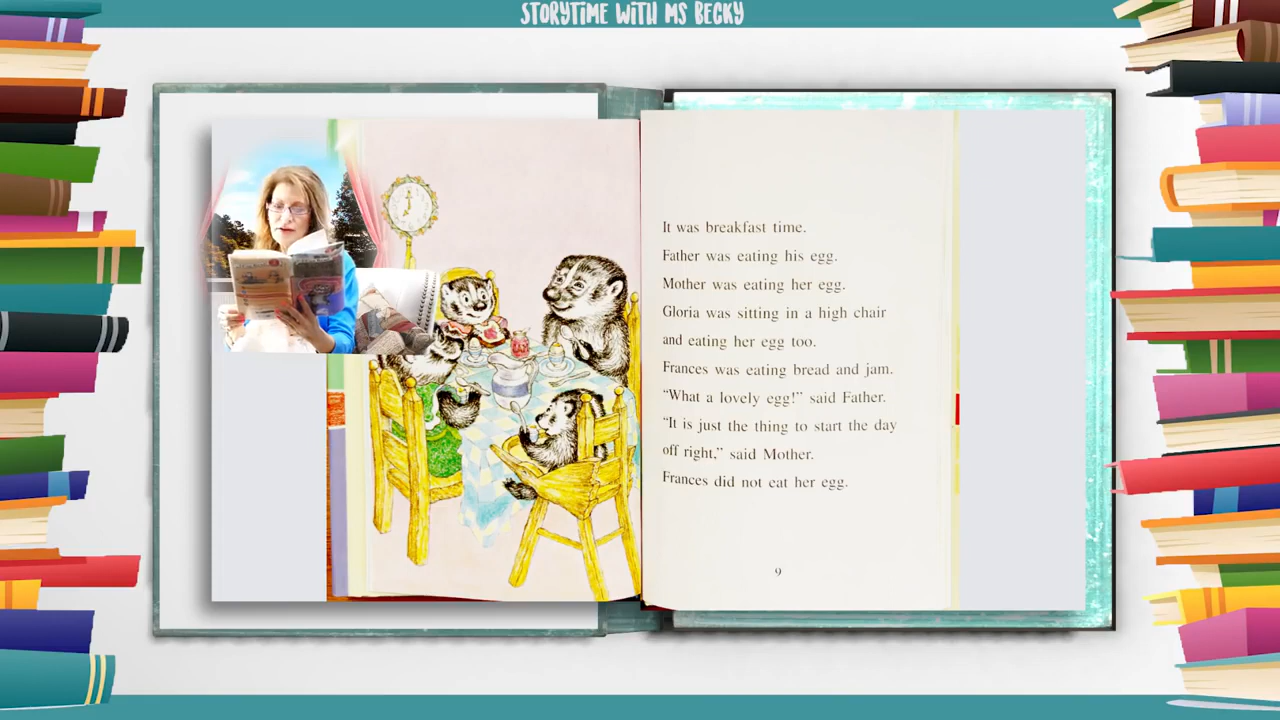 STORYTIME WITH MS BECKY
It was breakfast time.
Father was eating his egg.
Mother was eating her egg.
Gloria was sitting in a high chair
and eating her egg too.
Frances was eating bread and jam.
“What a lovely egg!” said Father.
“It is just the thing to start the day
off right,” said Mother.
Frances did not eat her egg.
9